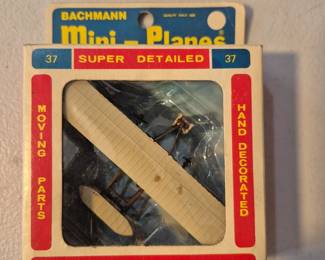 BACHMANN
Mini-Planes®
37 SUPER DETAILED 37
MOVING PARTS
HAND DECORATED